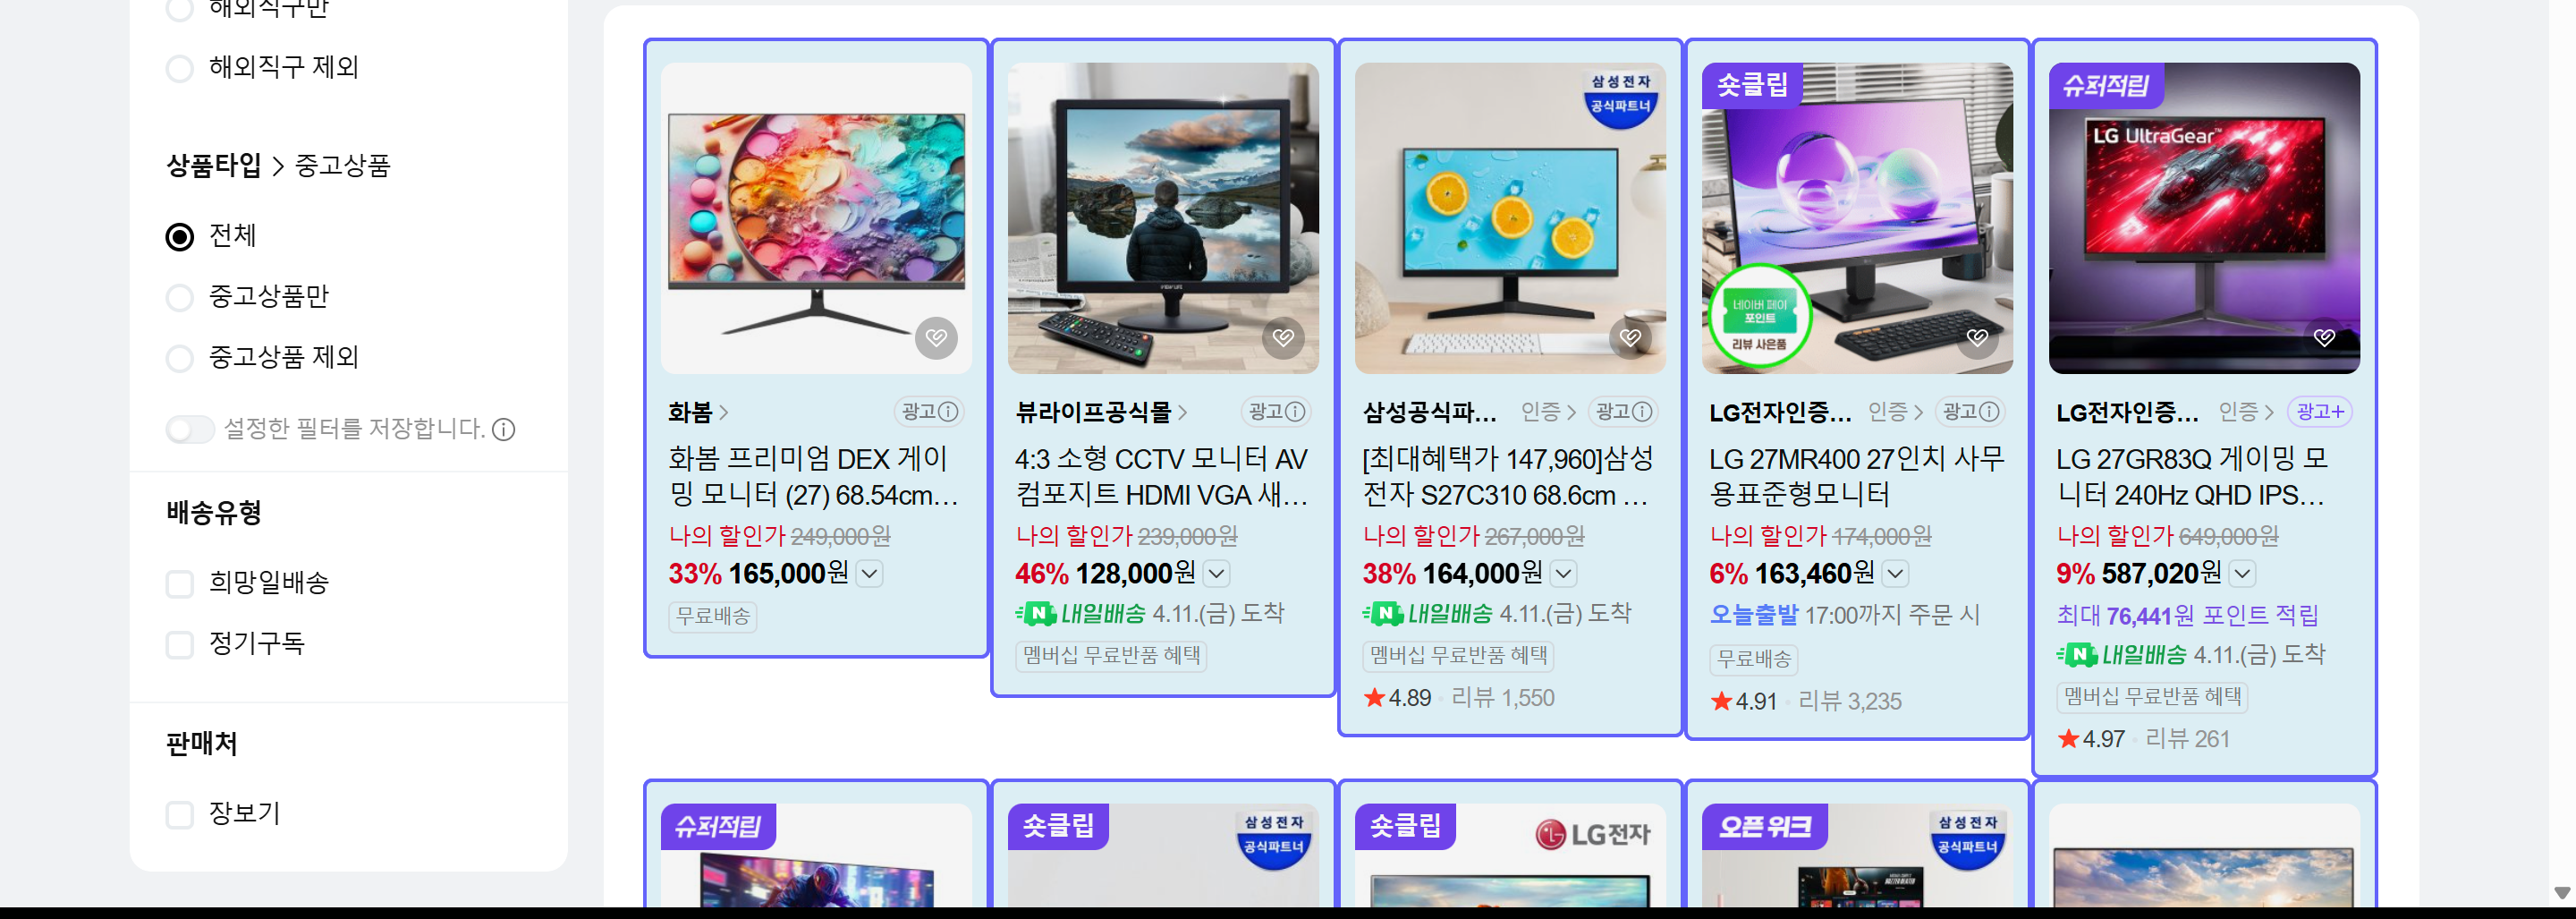 해외직구만
해외직구 제외
상품타입 > 중고상품
전체
중고상품만
중고상품 제외
설정한 필터를 저장합니다.
배송유형
희망일배송
정기구독
판매처
장보기
화봄 > 광고
화봄 프리미엄 DEX 게이
밍 모니터 (27) 68.54cm...
나의 할인가 249,000원
33% 165,000원
무료배송
VIEWLIFE
뷰라이프공식몰 > 광고
4:3 소형 CCTV 모니터 AV
컴포지트 HDMI VGA 새...
나의 할인가 239,000원
46% 128,000원
N 내일배송 4.11.(금) 도착
멤버십 무료반품 혜택
삼성전자
공식파트너
삼성공식파... 인증 > 광고
[최대혜택가 147,960]삼성
전자 S27C310 68.6cm ...
나의 할인가 267,000원
38% 164,000원
N 내일배송 4.11.(금) 도착
멤버십 무료반품 혜택
★4.89 · 리뷰 1,550
숏클립
네이버 페이
포인트
리뷰 사은품
LG전자인증... 인증 > 광고
LG 27MR400 27인치 사무
용표준형모니터
나의 할인가 174,000원
6% 163,460원
오늘출발 17:00까지 주문 시
무료배송
★4.91 · 리뷰 3,235
슈퍼적립
LG UltraGear™
LG전자인증... 인증 > 광고+
LG 27GR83Q 게이밍 모
니터 240Hz QHD IPS...
나의 할인가 649,000원
9% 587,020원
최대 76,441원 포인트 적립
N 내일배송 4.11.(금) 도착
멤버십 무료반품 혜택
★4.97 · 리뷰 261
슈퍼적립
숏클립
삼성전자
공식파트너
숏클립
LG전자
오픈 위크
삼성전자
공식파트너